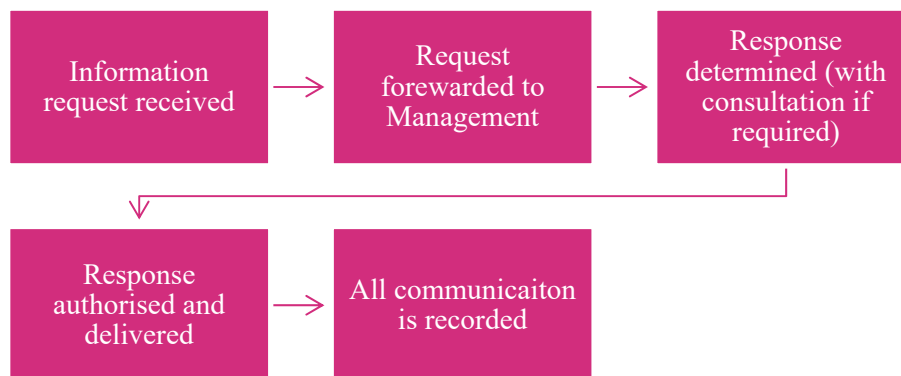 Information
request received
Request
forewarded to
Management
Response
determined (with
consultation if
required)
Response
authorised and
delivered
All communicaiton
is recorded